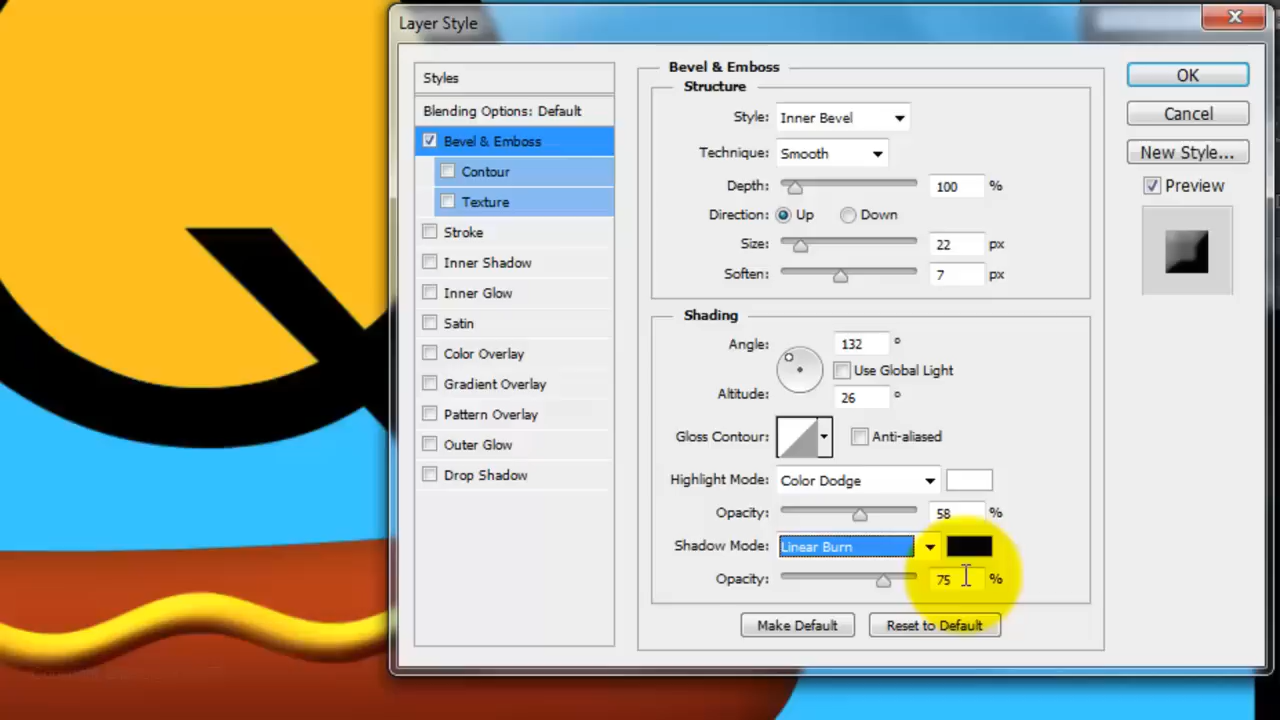 Layer Style
Styles
Blending Options: Default
Bevel & Emboss
Contour
Texture
Stroke
Inner Shadow
Inner Glow
Satin
Color Overlay
Gradient Overlay
Pattern Overlay
Outer Glow
Drop Shadow
Bevel & Emboss
Structure
Style: Inner Bevel
Technique: Smooth
Depth: 100 %
Direction: Up Down
Size: 22 px
Soften: 7 px
Shading
Angle: 132 °
Use Global Light
Altitude: 26 °
Gloss Contour: Anti-aliased
Highlight Mode: Color Dodge
Opacity: 58 %
Shadow Mode: Linear Burn
Opacity: 75 %
Make Default Reset to Default
OK
Cancel
New Style...
Preview